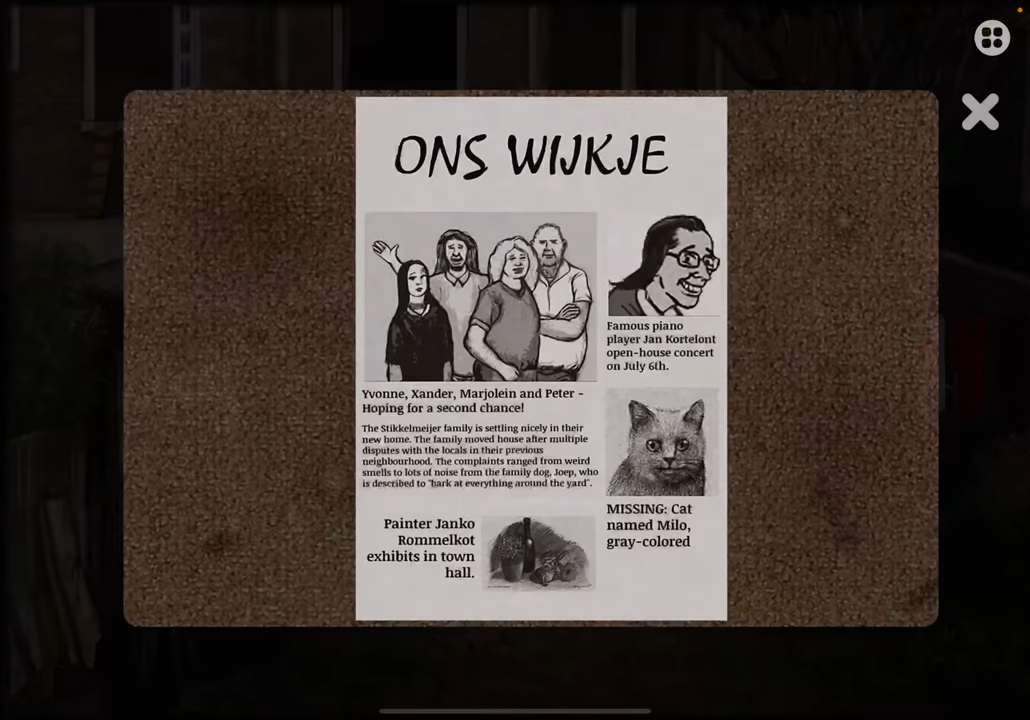 ONS WIJKJE
Yvonne, Xander, Marjolein and Peter -
Hoping for a second chance!
The Stikkelmeijer family is settling nicely in their
new home. The family moved house after multiple
disputes with the locals in their previous
neighbourhood. The complaints ranged from weird
smells to lots of noise from the family dog, Joep, who
is described to "bark at everything around the yard".
Painter Janko
Rommelkot
exhibits in town
hall.
Famous piano
player Jan Kortelont
open-house concert
on July 6th.
MISSING: Cat
named Milo,
gray-colored